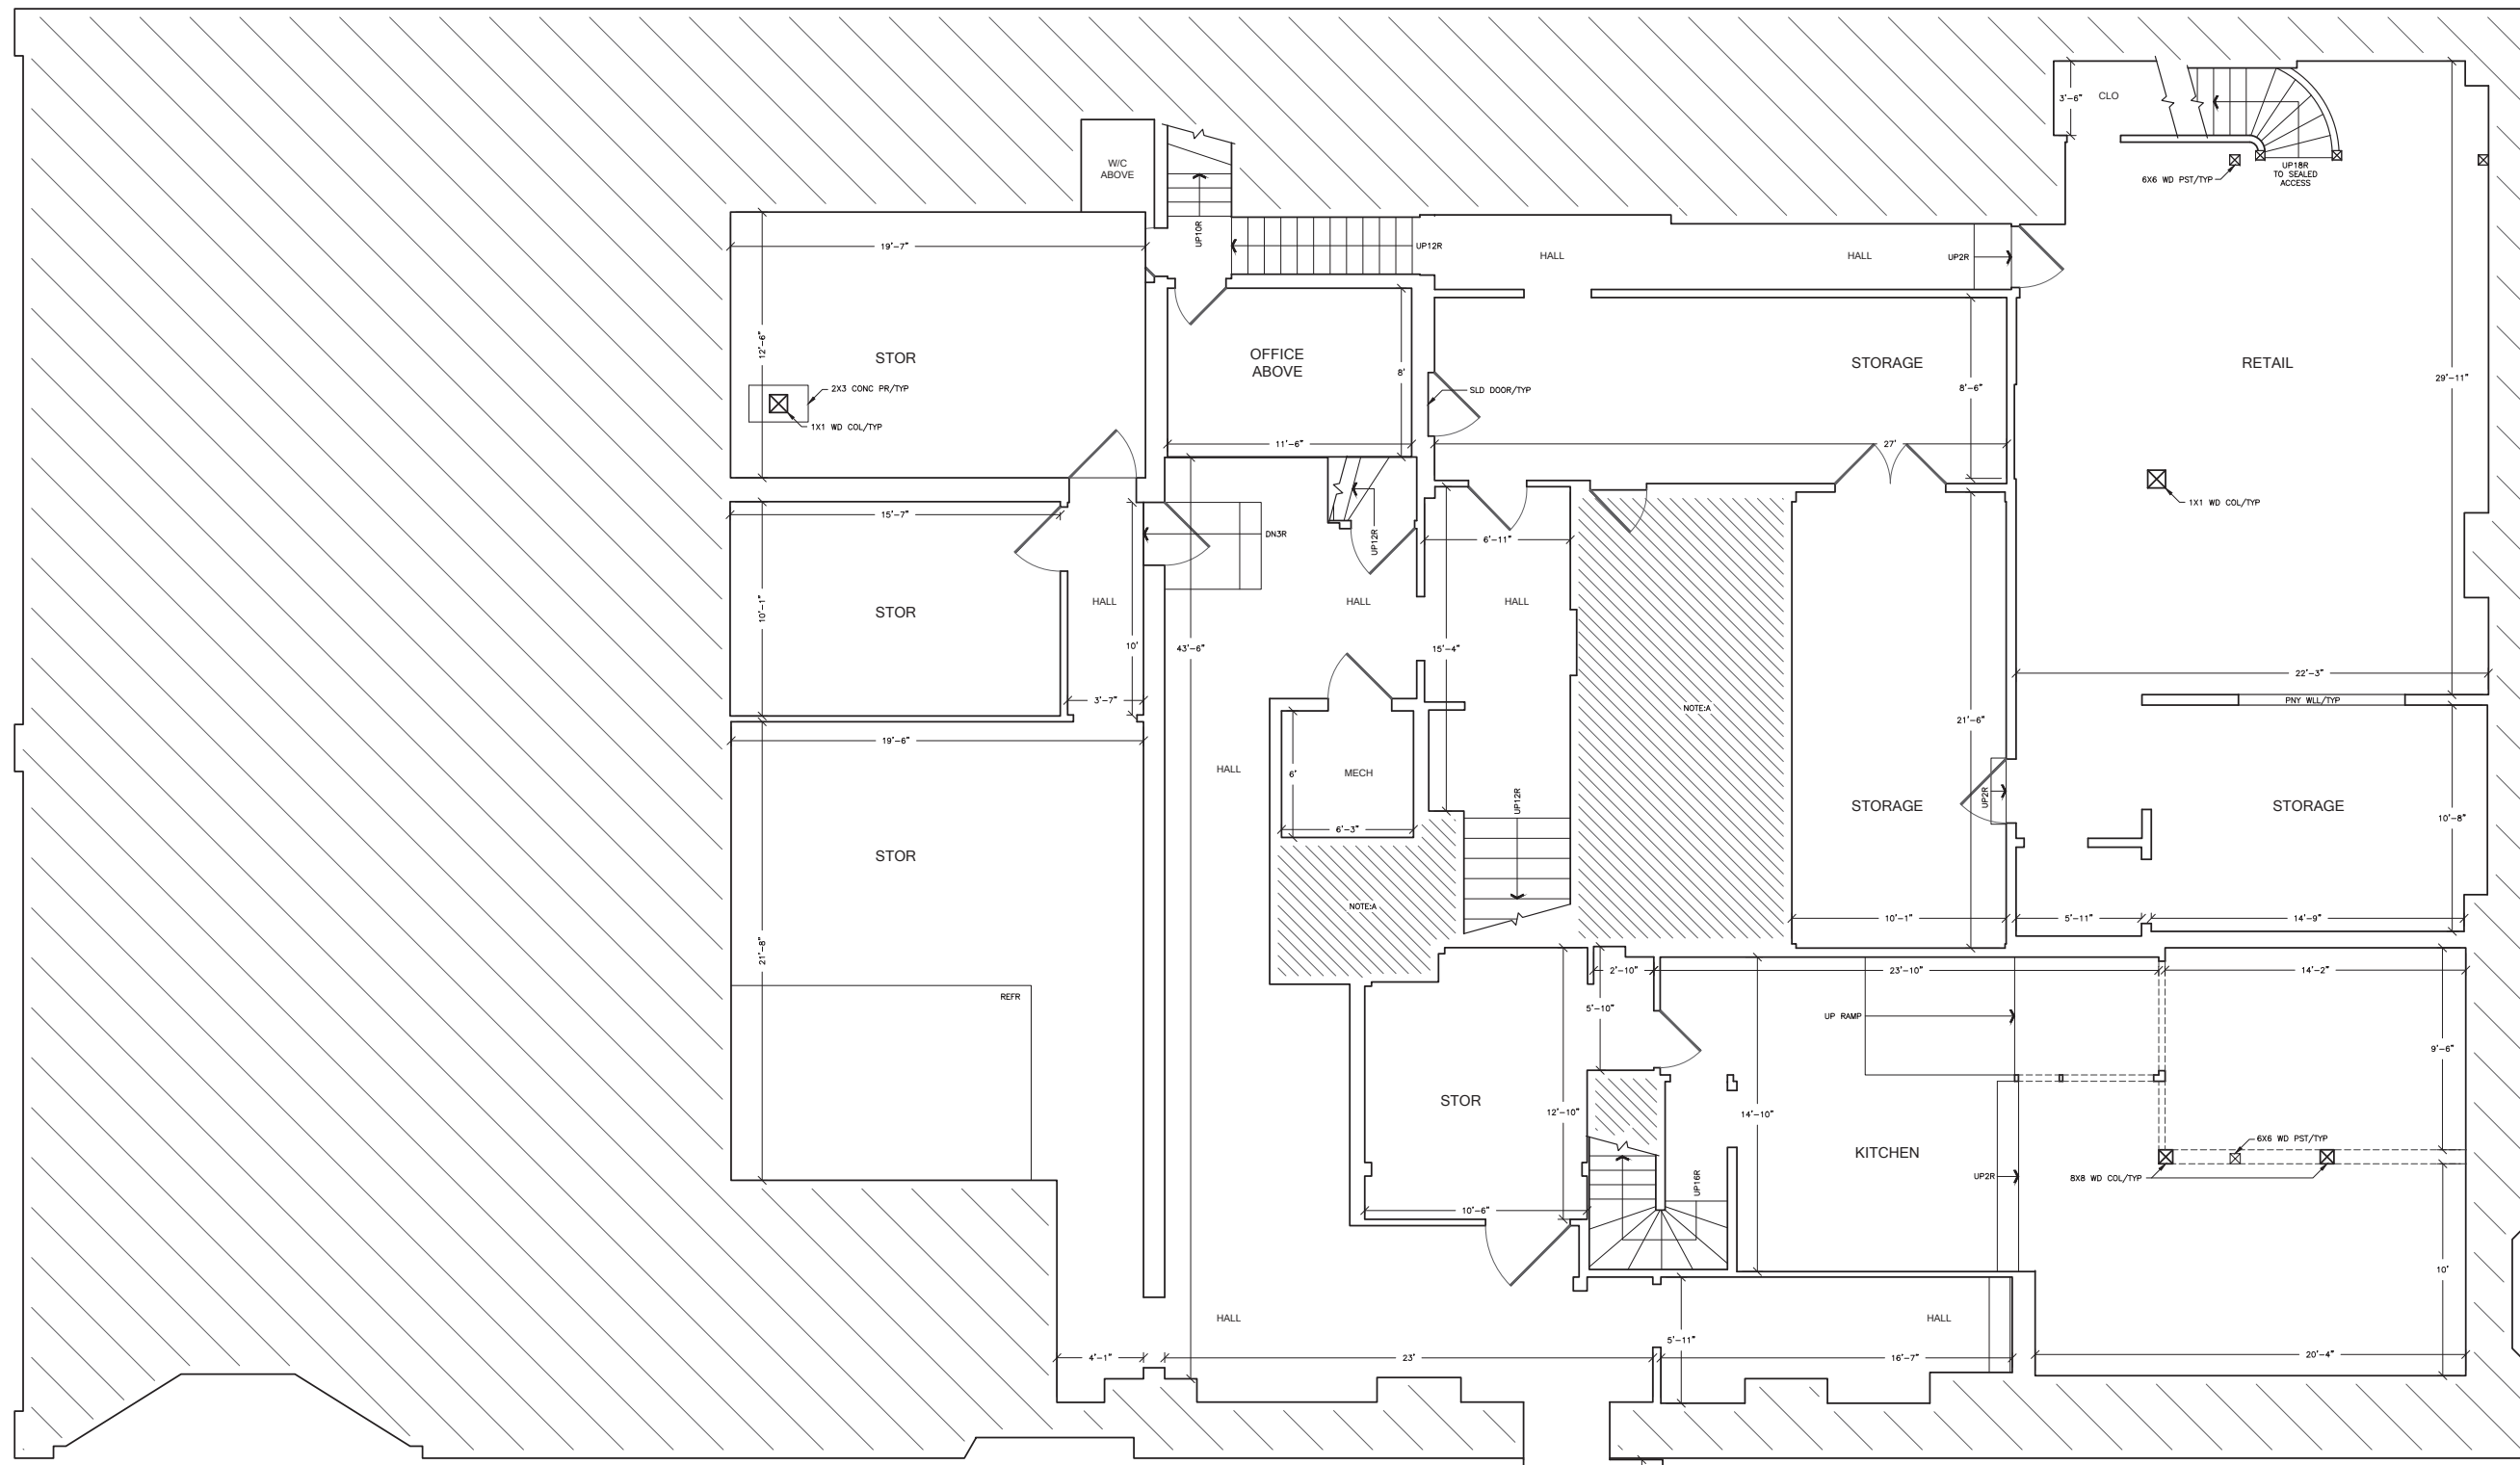 3'-6"
CLO
W/C
ABOVE
6X6 WD PST/TYP
UP18R
TO SEALED
ACCESS
UP10R
19'-7"
UP12R
HALL
HALL
UP2R
12'-6"
STOR
OFFICE
ABOVE
8'
STORAGE
RETAIL
29'-11"
2X3 CONC PR/TYP
SLD DOOR/TYP
8'-6"
1X1 WD COL/TYP
11'-6"
27'
1X1 WD COL/TYP
15'-7"
DN3R
UP12R
6'-11"
10'-1"
STOR
HALL
HALL
HALL
10'
43'-6"
15'-4"
22'-3"
3'-7"
PNY WLL/TYP
NOTE:A
21'-6"
19'-6"
HALL
6'
MECH
UP12R
STORAGE
UP2R
STORAGE
10'-8"
6'-3"
STOR
NOTE:A
10'-1"
5'-11"
14'-9"
21'-8"
2'-10"
23'-10"
14'-2"
REFR
5'-10"
UP RAMP
9'-6"
STOR
12'-10"
14'-10"
6X6 WD PST/TYP
KITCHEN
UP16R
UP2R
8X8 WD COL/TYP
10'-6"
10'
HALL
HALL
5'-11"
4'-1"
23'
16'-7"
20'-4"